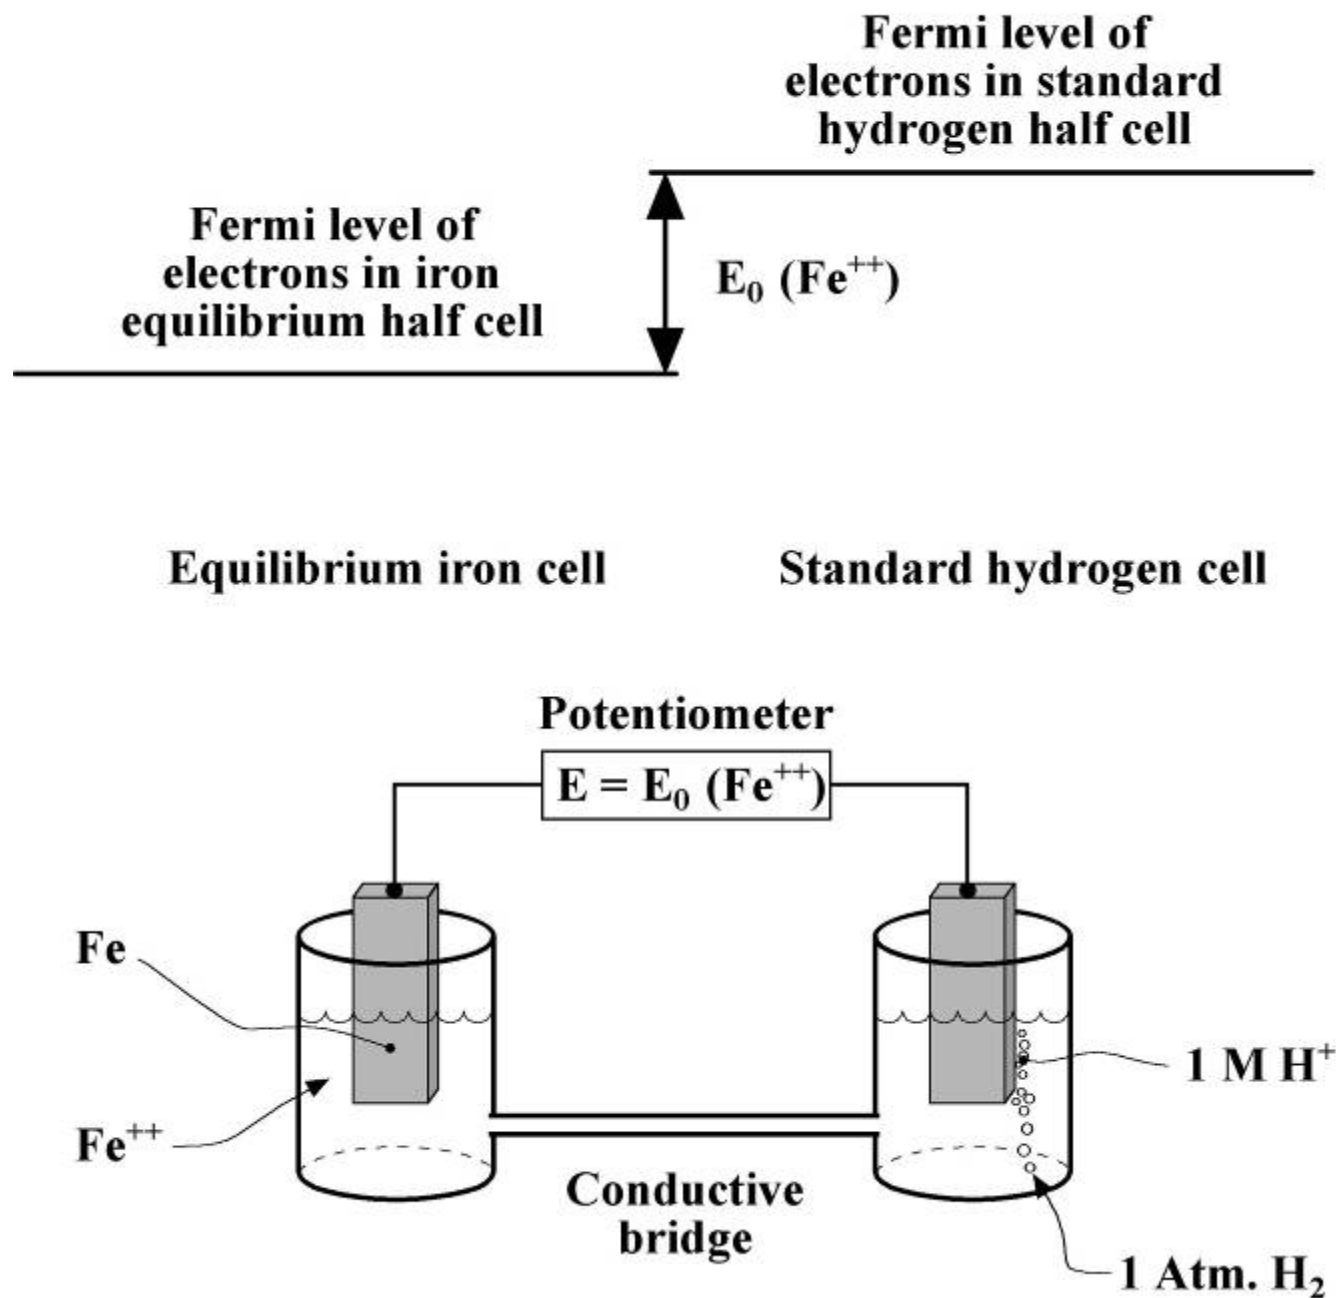 Fermi level of
electrons in standard
hydrogen half cell
Fermi level of
electrons in iron
equilibrium half cell
E₀ (Fe⁺⁺)
Equilibrium iron cell
Standard hydrogen cell
Potentiometer
E = E₀ (Fe⁺⁺)
Fe
1 M H⁺
Fe⁺⁺
Conductive
bridge
1 Atm. H₂